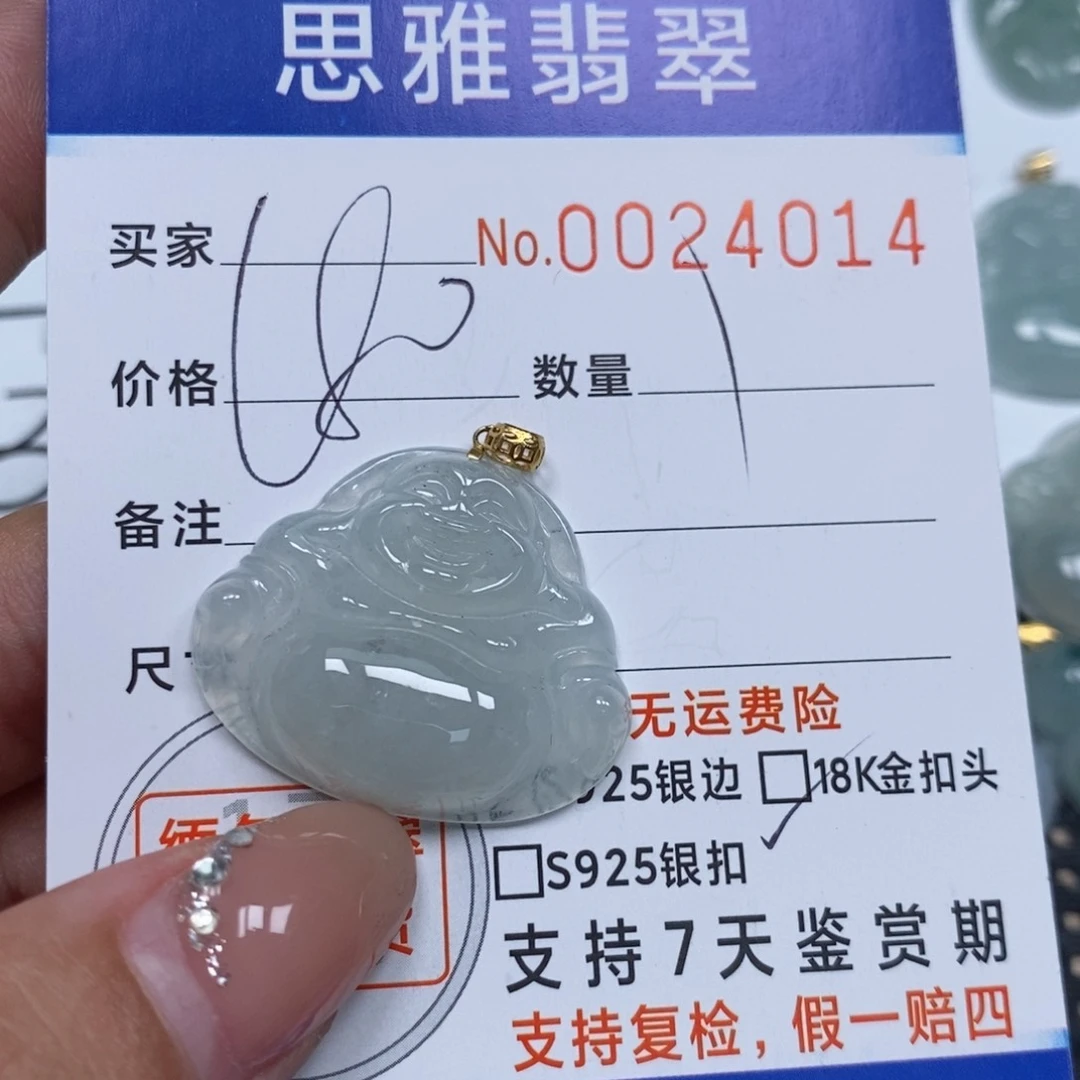 思雅翡翠
买家 No.0024014
价格 数量 1
备注
尺
无运费险
925银边 □18K金扣头
□S925银扣
支持7天鉴赏期
支持复检，假一赔四